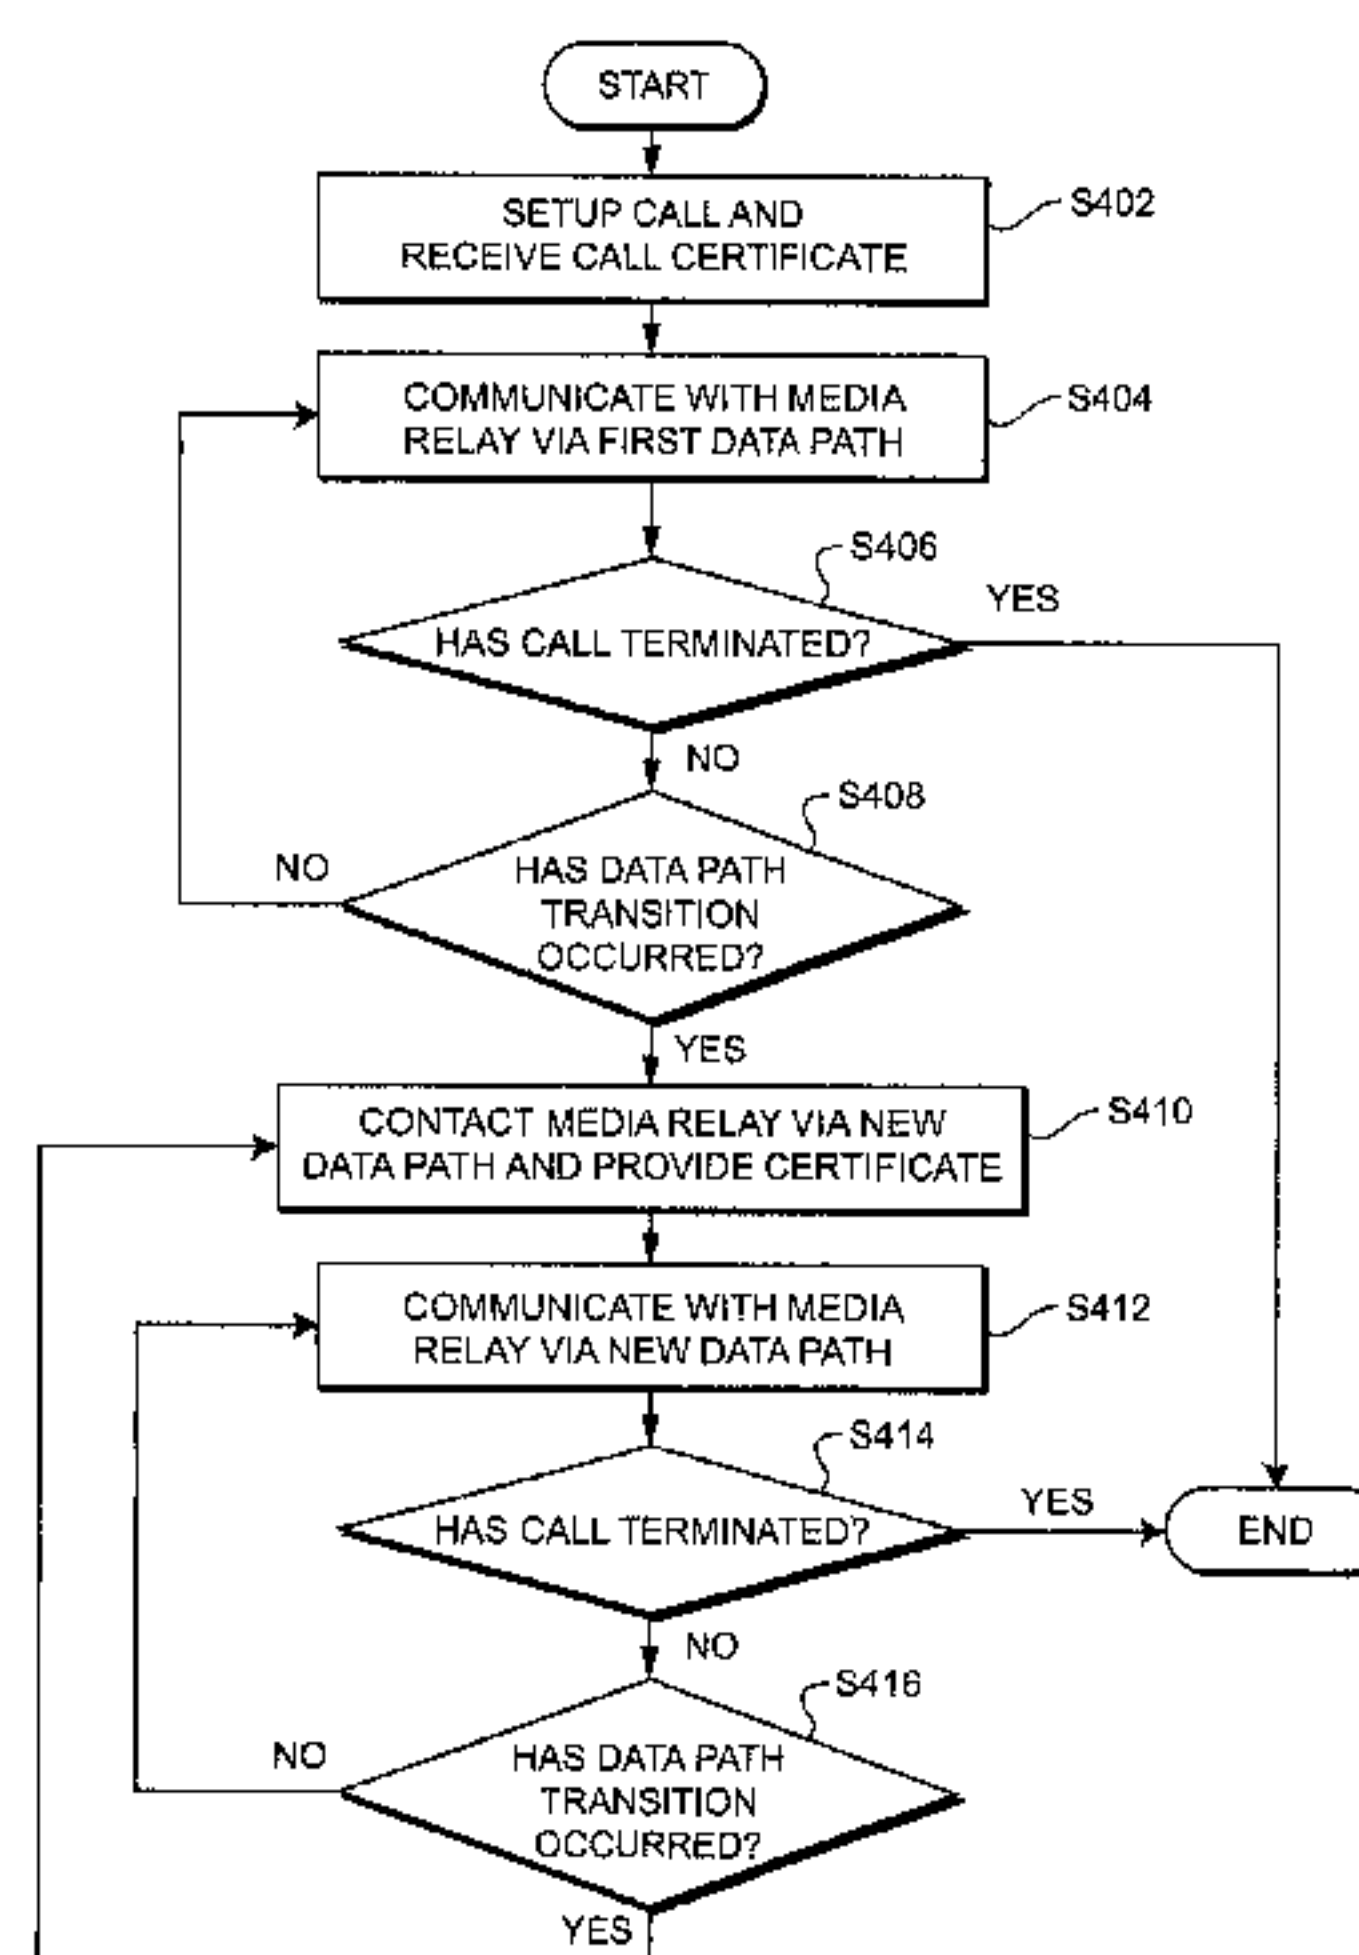 START
SETUP CALL AND
RECEIVE CALL CERTIFICATE
S402
COMMUNICATE WITH MEDIA
RELAY VIA FIRST DATA PATH
S404
S406
HAS CALL TERMINATED?
YES
NO
S408
HAS DATA PATH
TRANSITION
OCCURRED?
NO
YES
CONTACT MEDIA RELAY VIA NEW
DATA PATH AND PROVIDE CERTIFICATE
S410
COMMUNICATE WITH MEDIA
RELAY VIA NEW DATA PATH
S412
S414
HAS CALL TERMINATED?
YES
END
NO
S416
HAS DATA PATH
TRANSITION
OCCURRED?
NO
YES